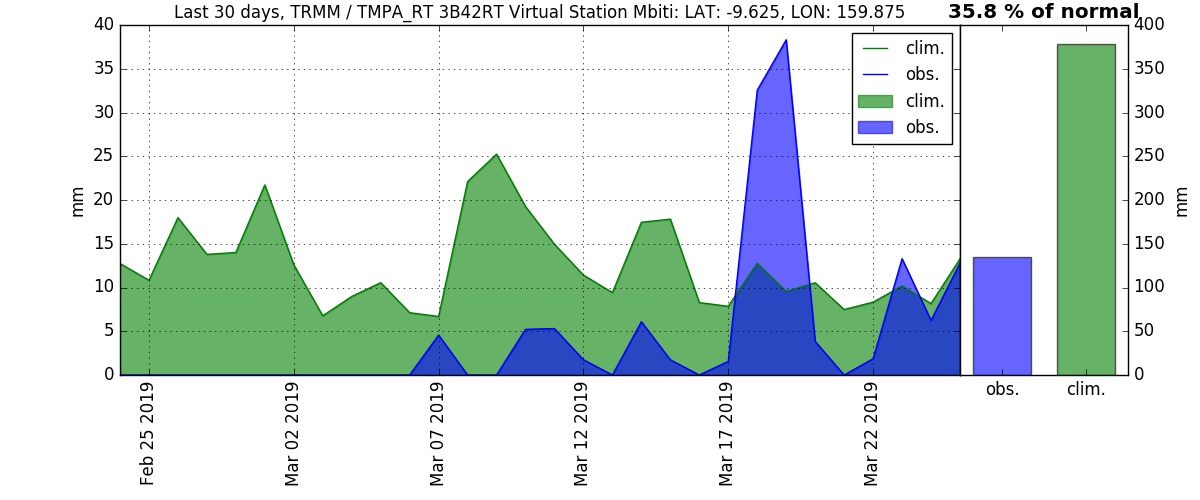 Last 30 days, TRMM / TMPA_RT 3B42RT Virtual Station Mbiti: LAT: -9.625, LON: 159.875
35.8 % of normal
40
35
30
25
20
15
10
5
0
mm
clim.
obs.
clim.
obs.
400
350
300
250
200
150
100
50
0
mm
Feb 25 2019
Mar 02 2019
Mar 07 2019
Mar 12 2019
Mar 17 2019
Mar 22 2019
obs.
clim.